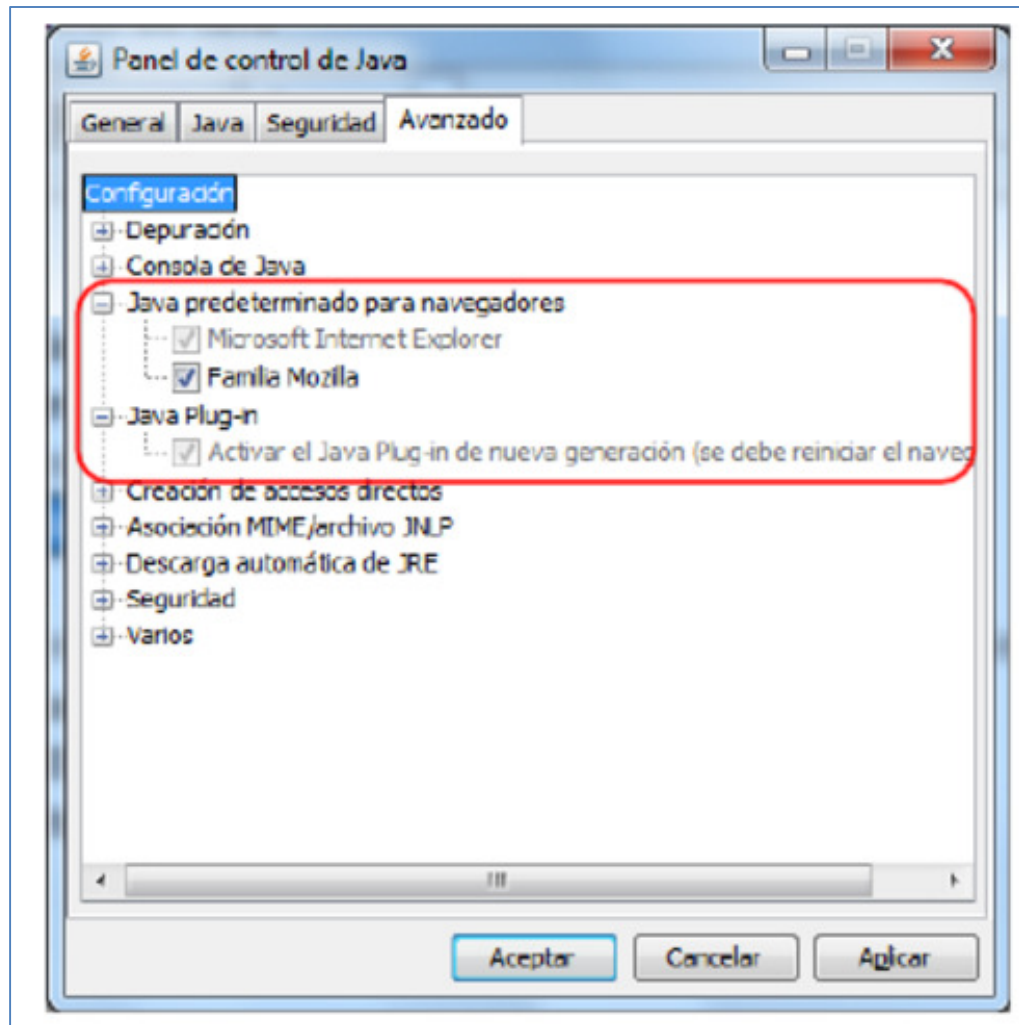 Panel de control de Java
General Java Seguridad Avanzado
Configuración
Depuración
Consola de Java
Java predeterminado para navegadores
Microsoft Internet Explorer
Familia Mozilla
Java Plug-in
Activar el Java Plug-in de nueva generación (se debe reiniciar el naveg
Creación de accesos directos
Asociación MIME/archivo JNLP
Descarga automática de JRE
Seguridad
Varios
Aceptar Cancelar Aplicar